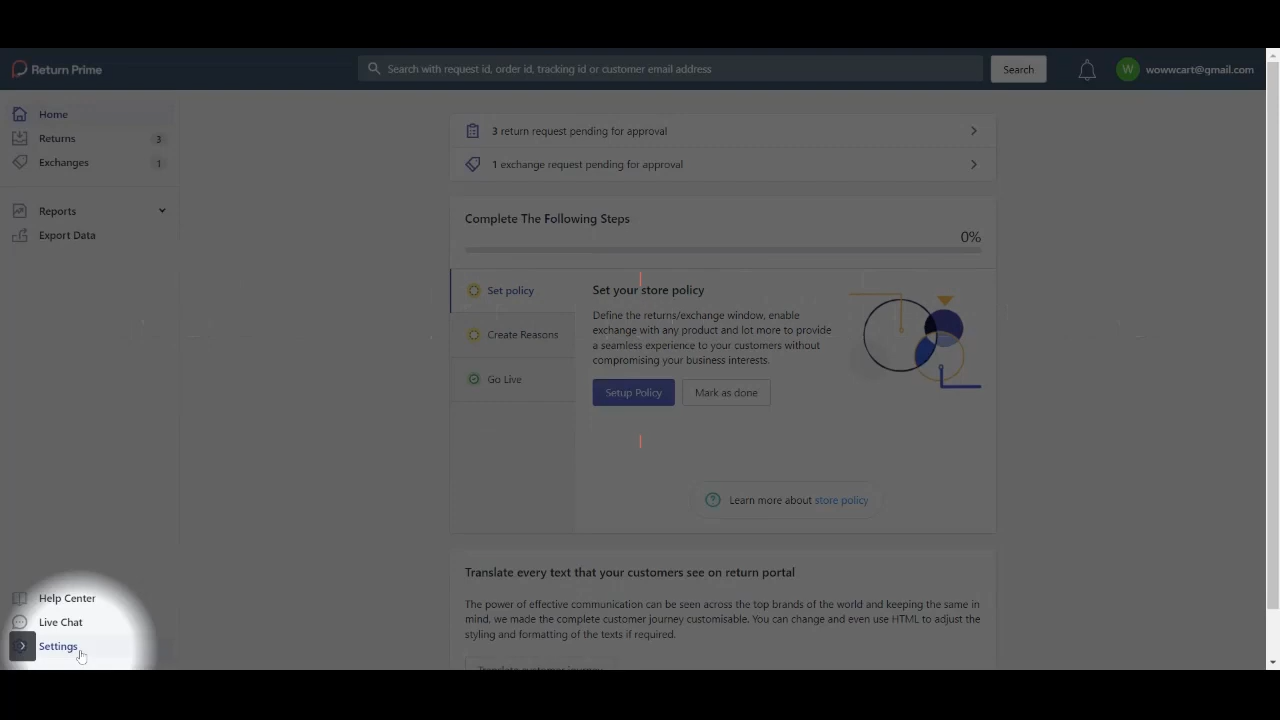 Return Prime
Search with request id, order id, tracking id or customer email address
Search
W
wowwcart@gmail.com
Home
Returns
3
Exchanges
1
Reports
Export Data
3 return request pending for approval
1 exchange request pending for approval
Complete The Following Steps
0%
Set policy
Create Reasons
Go Live
Set your store policy
Define the returns/exchange window, enable
exchange with any product and lot more to provide
a seamless experience to your customers without
compromising your business interests.
Setup Policy
Mark as done
Learn more about store policy
Translate every text that your customers see on return portal
The power of effective communication can be seen across the top brands of the world and keeping the same in
mind, we made the complete customer journey customisable. You can change and even use HTML to adjust the
styling and formatting of the texts if required.
Translate customer journey
Help Center
Live Chat
Settings